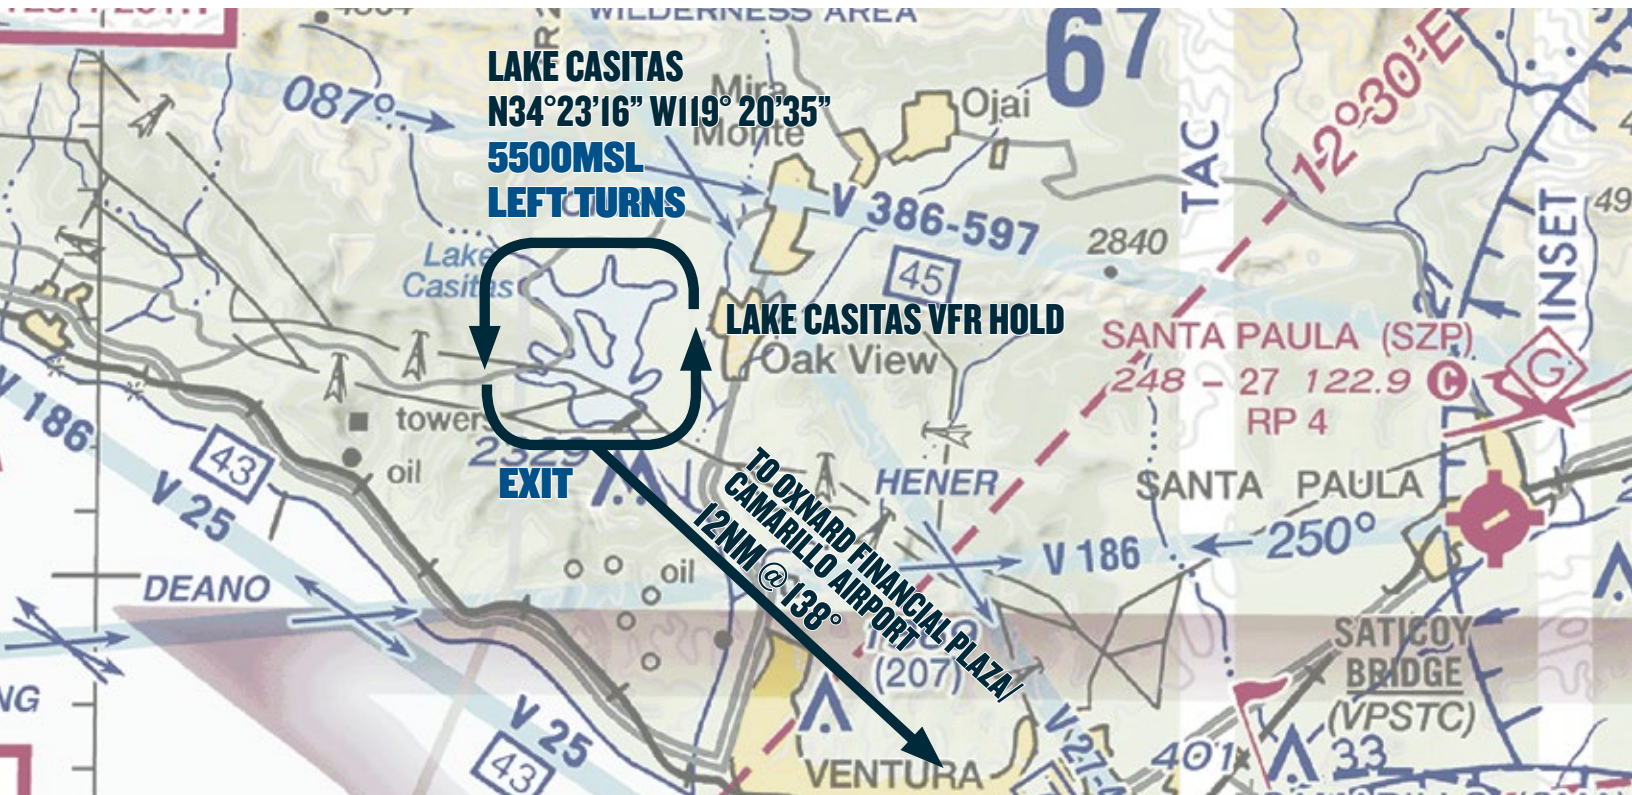 WILDERNESS AREA
67
LAKE CASITAS
N34°23'16” W119° 20'35”
5500MSL
LEFT TURNS
087°
Mira
Monte
Ojai
12°30'E
TAC
INSET
V 386-597
45
2840
Lake
Casitas
LAKE CASITAS VFR HOLD
Oak View
SANTA PAULA (SZP)
248 - 27 122.9 C
RP 4
G
V 186
43
V 25
towers
2329
oil
EXIT
HENER
SANTA PAULA
TO OXNARD FINANCIAL PLAZA/
CAMARILLO AIRPORT
12NM @ 138°
V 186
250°
oil
DEANO
(207)
SATICOY
BRIDGE
(VPSTC)
NG
V 25
43
V-27-
401
33
VENTURA